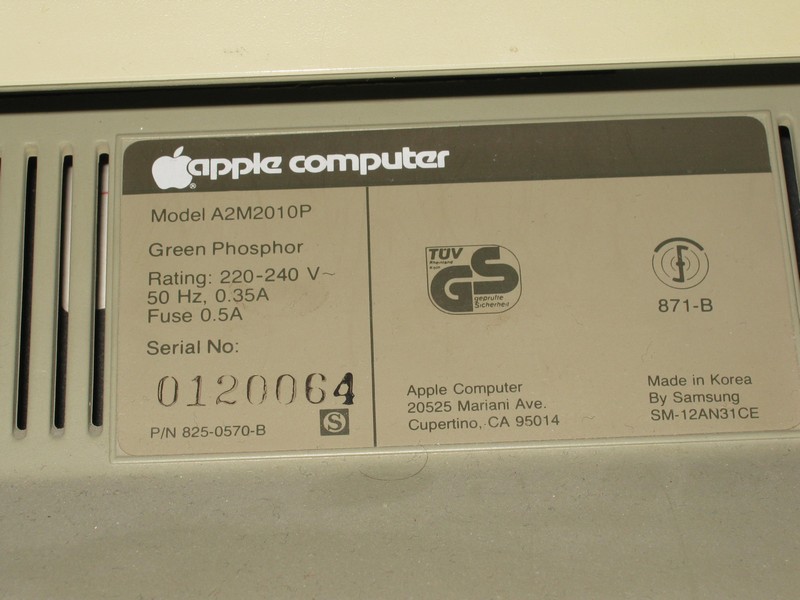 apple computer
Model A2M2010P
Green Phosphor
Rating: 220-240 V~
50 Hz, 0.35A
Fuse 0.5A
Serial No:
0120064
P/N 825-0570-B
S
TÜV
Rheinland
GS
geprüfte
Sicherheit
Apple Computer
20525 Mariani Ave.
Cupertino, CA 95014
871-B
Made in Korea
By Samsung
SM-12AN31CE